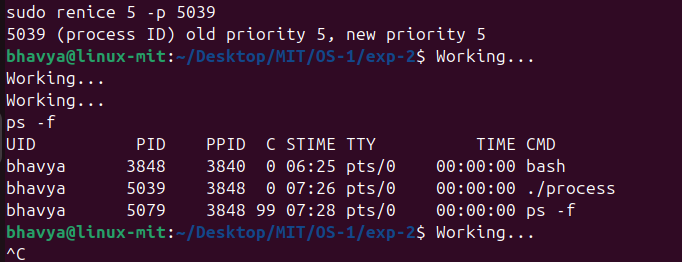 sudo renice 5 -p 5039
5039 (process ID) old priority 5, new priority 5
bhavya@linux-mit:~/Desktop/MIT/OS-1/exp-2$ Working...
Working...
Working...
ps -f
UID          PID    PPID  C STIME TTY          TIME CMD
bhavya      3848    3840  0 06:25 pts/0    00:00:00 bash
bhavya      5039    3848  0 07:26 pts/0    00:00:00 ./process
bhavya      5079    3848 99 07:28 pts/0    00:00:00 ps -f
bhavya@linux-mit:~/Desktop/MIT/OS-1/exp-2$ Working...
^C